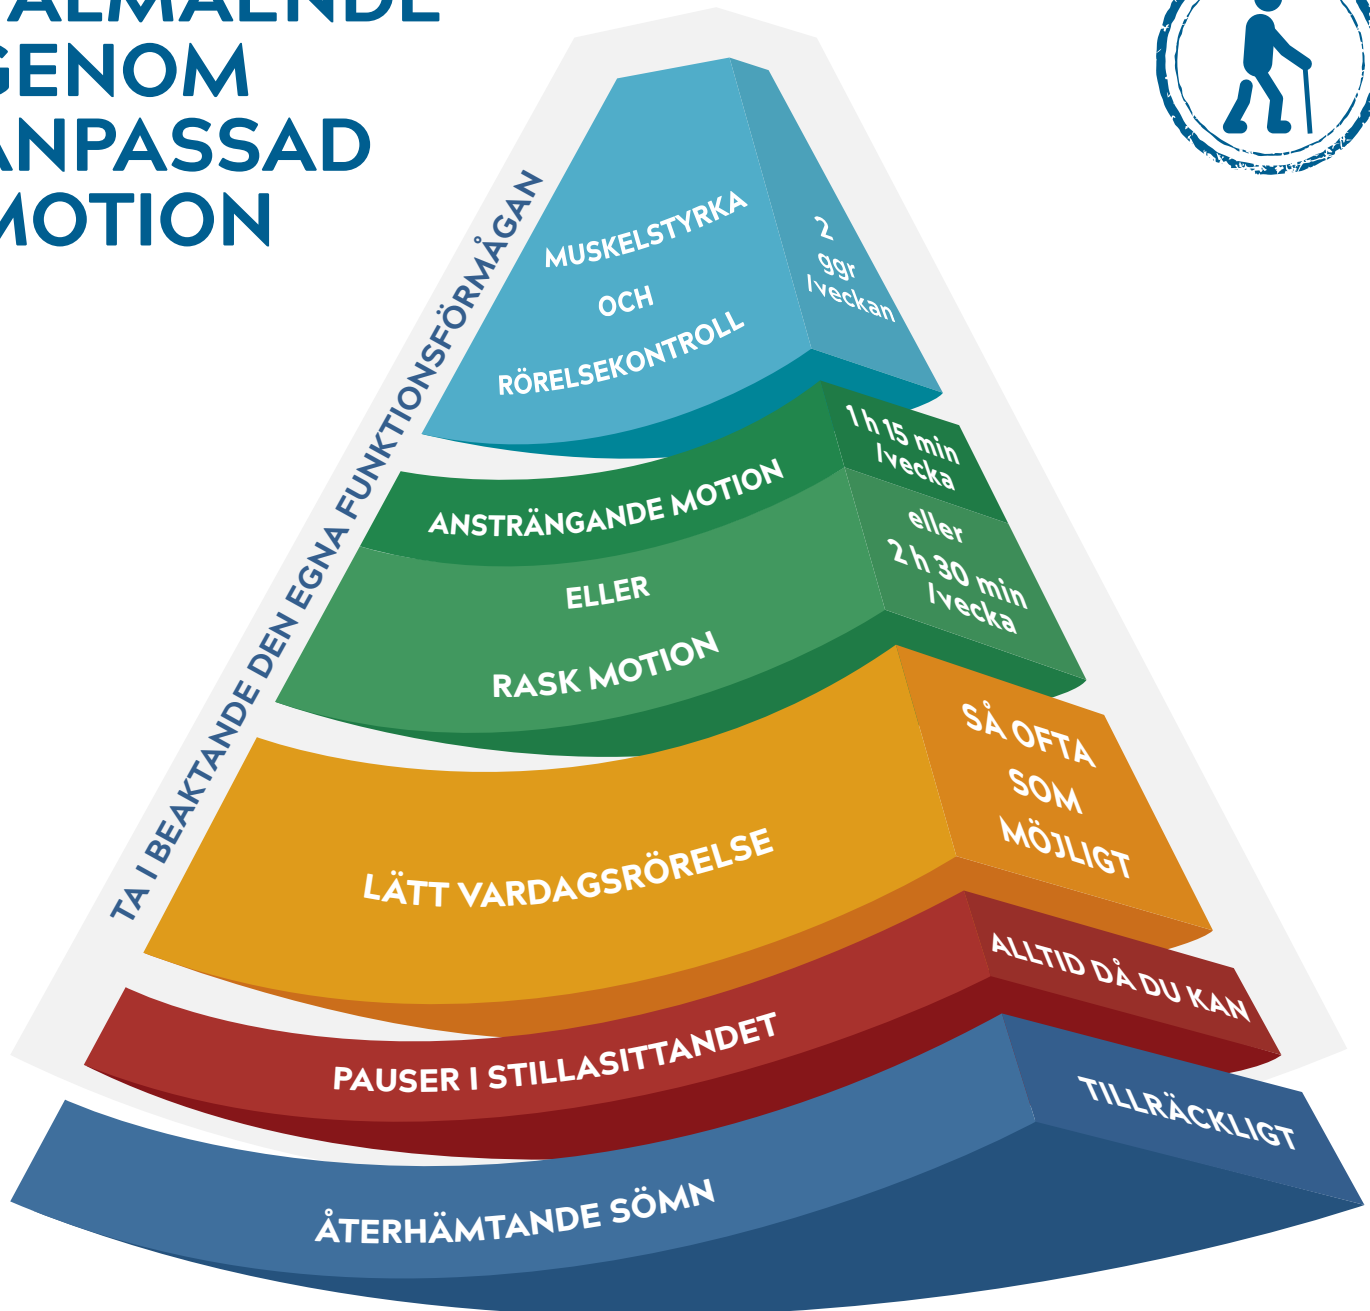 GENOM
ANPASSAD
MOTION
TA I BEAKTANDE DEN EGNA FUNKTIONSFÖRMÅGAN
MUSKELSTYRKA
OCH
RÖRELSEKONTROLL
2
ggr
/veckan
ANSTRÄNGANDE MOTION
1 h 15 min
/vecka
ELLER
RASK MOTION
eller
2 h 30 min
/vecka
LÄTT VARDAGSRÖRELSE
SÅ OFTA
SOM
MÖJLIGT
PAUSER I STILLASITTANDET
ALLTID DÅ DU KAN
ÅTERHÄMTANDE SÖMN
TILLRÄCKLIGT